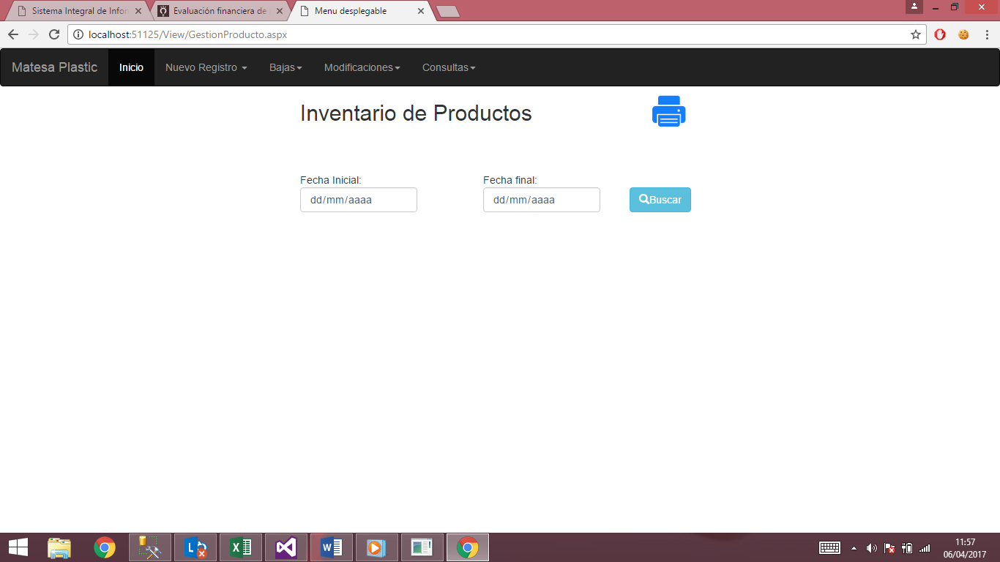 Sistema Integral de Infor
Evaluación financiera de
Menu desplegable
localhost:51125/View/GestionProducto.aspx
Matesa Plastic Inicio Nuevo Registro Bajas Modificaciones Consultas
Inventario de Productos
Fecha Inicial: Fecha final:
dd/mm/aaaa dd/mm/aaaa Buscar
11:57
06/04/2017